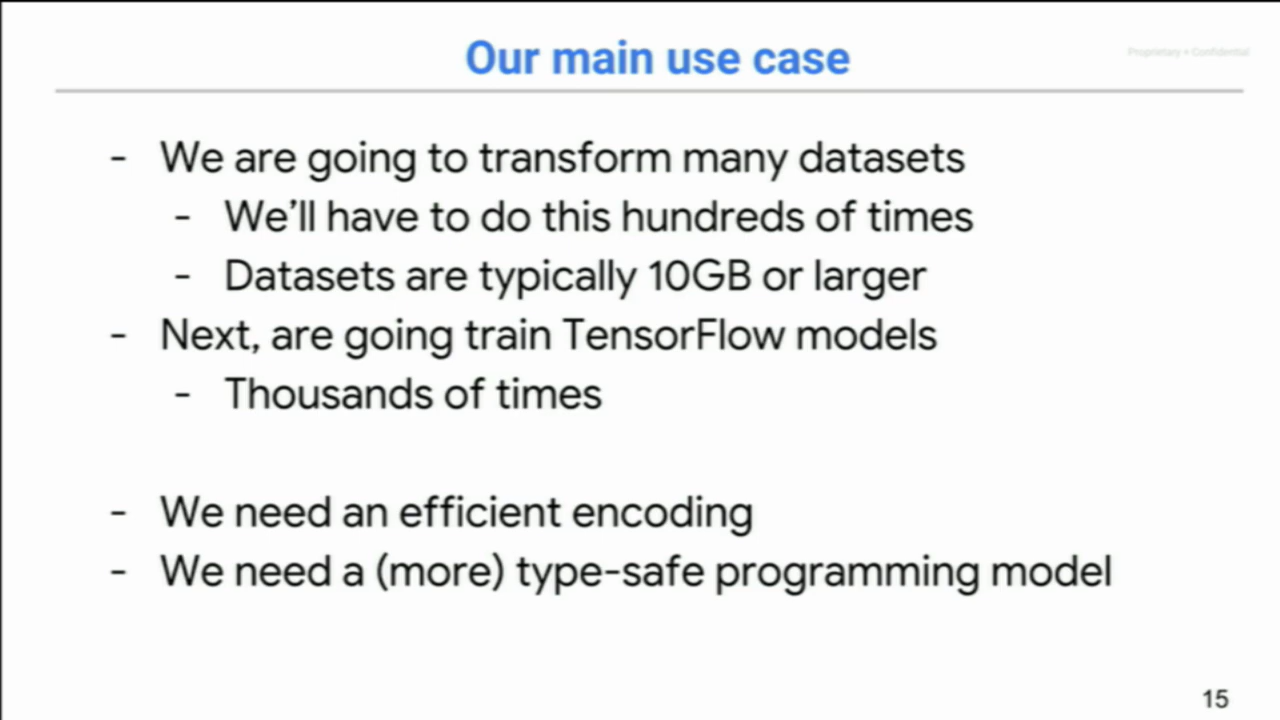 Our main use case
Proprietary + Confidential
- We are going to transform many datasets
- We'll have to do this hundreds of times
- Datasets are typically 10GB or larger
- Next, are going train TensorFlow models
- Thousands of times
- We need an efficient encoding
- We need a (more) type-safe programming model
15